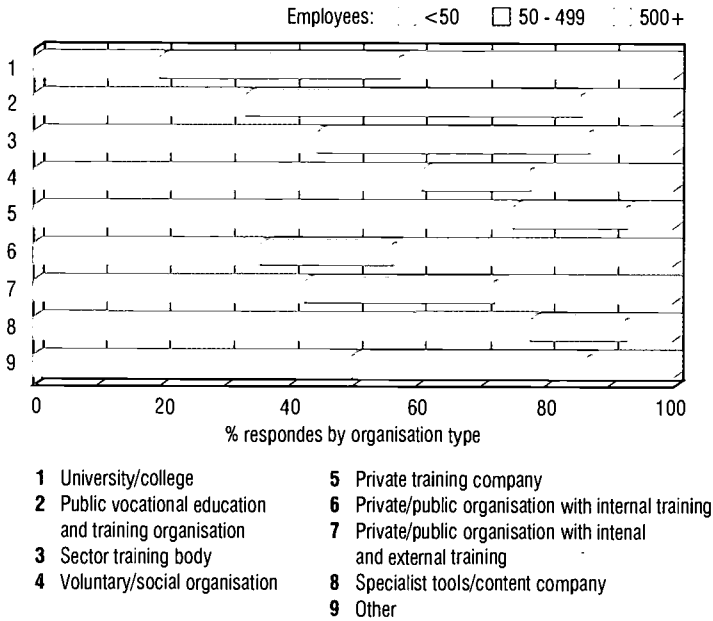 Employees: <50 50 - 499 500+
1
2
3
4
5
6
7
8
9
0 20 40 60 80 100
% respondes by organisation type
1 University/college
2 Public vocational education
and training organisation
3 Sector training body
4 Voluntary/social organisation
5 Private training company
6 Private/public organisation with internal training
7 Private/public organisation with intenal
and external training
8 Specialist tools/content company
9 Other